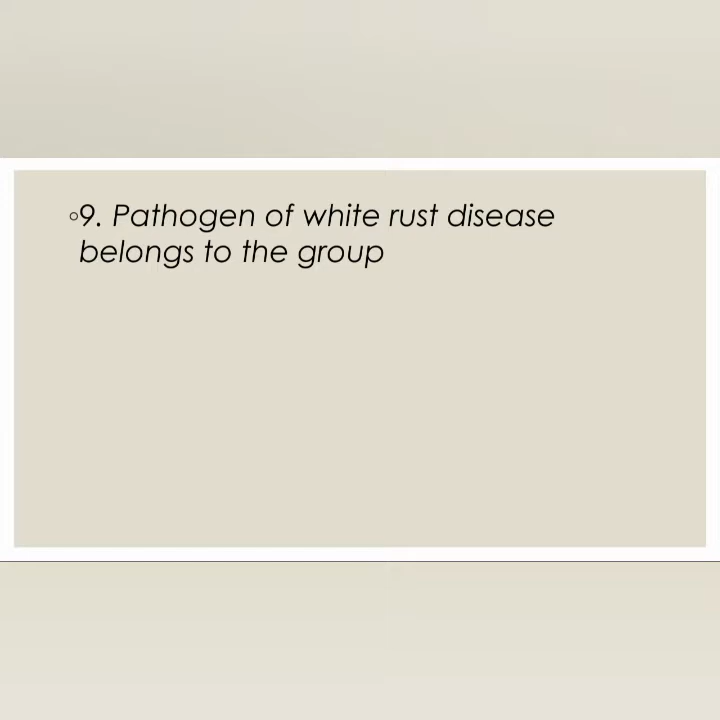 ◦9. Pathogen of white rust disease
belongs to the group